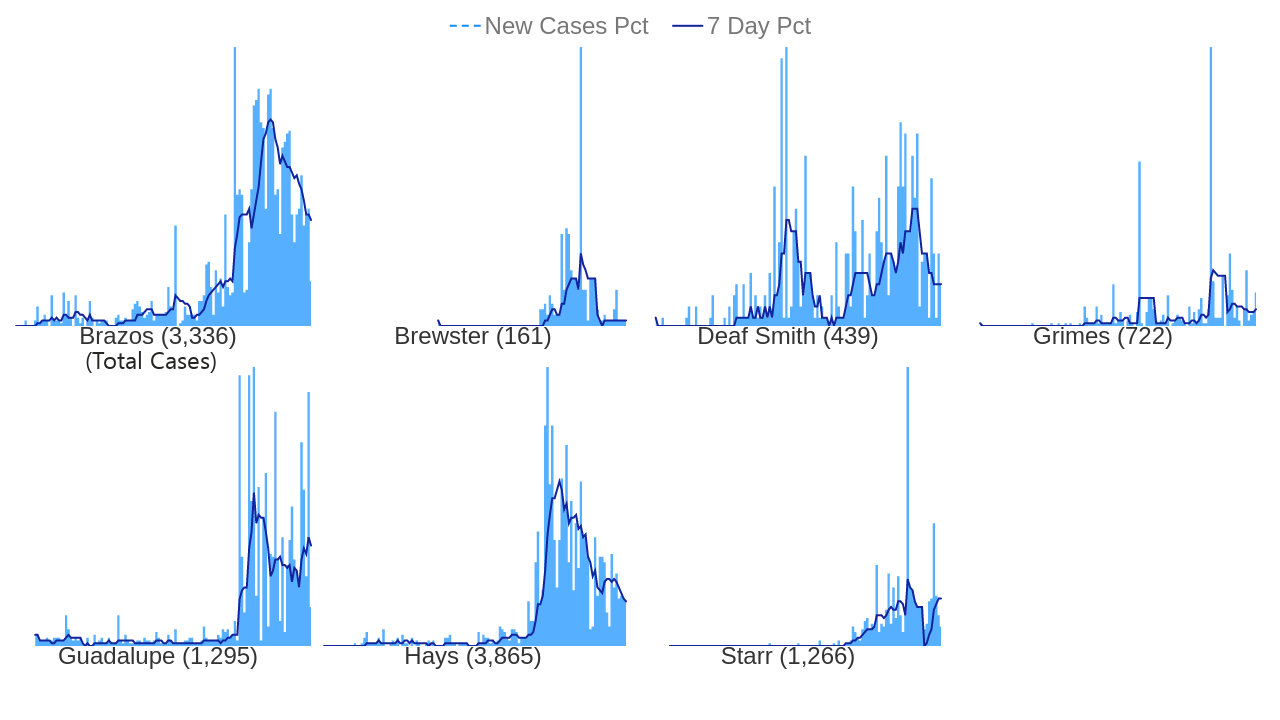 New Cases Pct 7 Day Pct
Brazos (3,336) Brewster (161) Deaf Smith (439) Grimes (722)
(Total Cases)
Guadalupe (1,295) Hays (3,865) Starr (1,266)